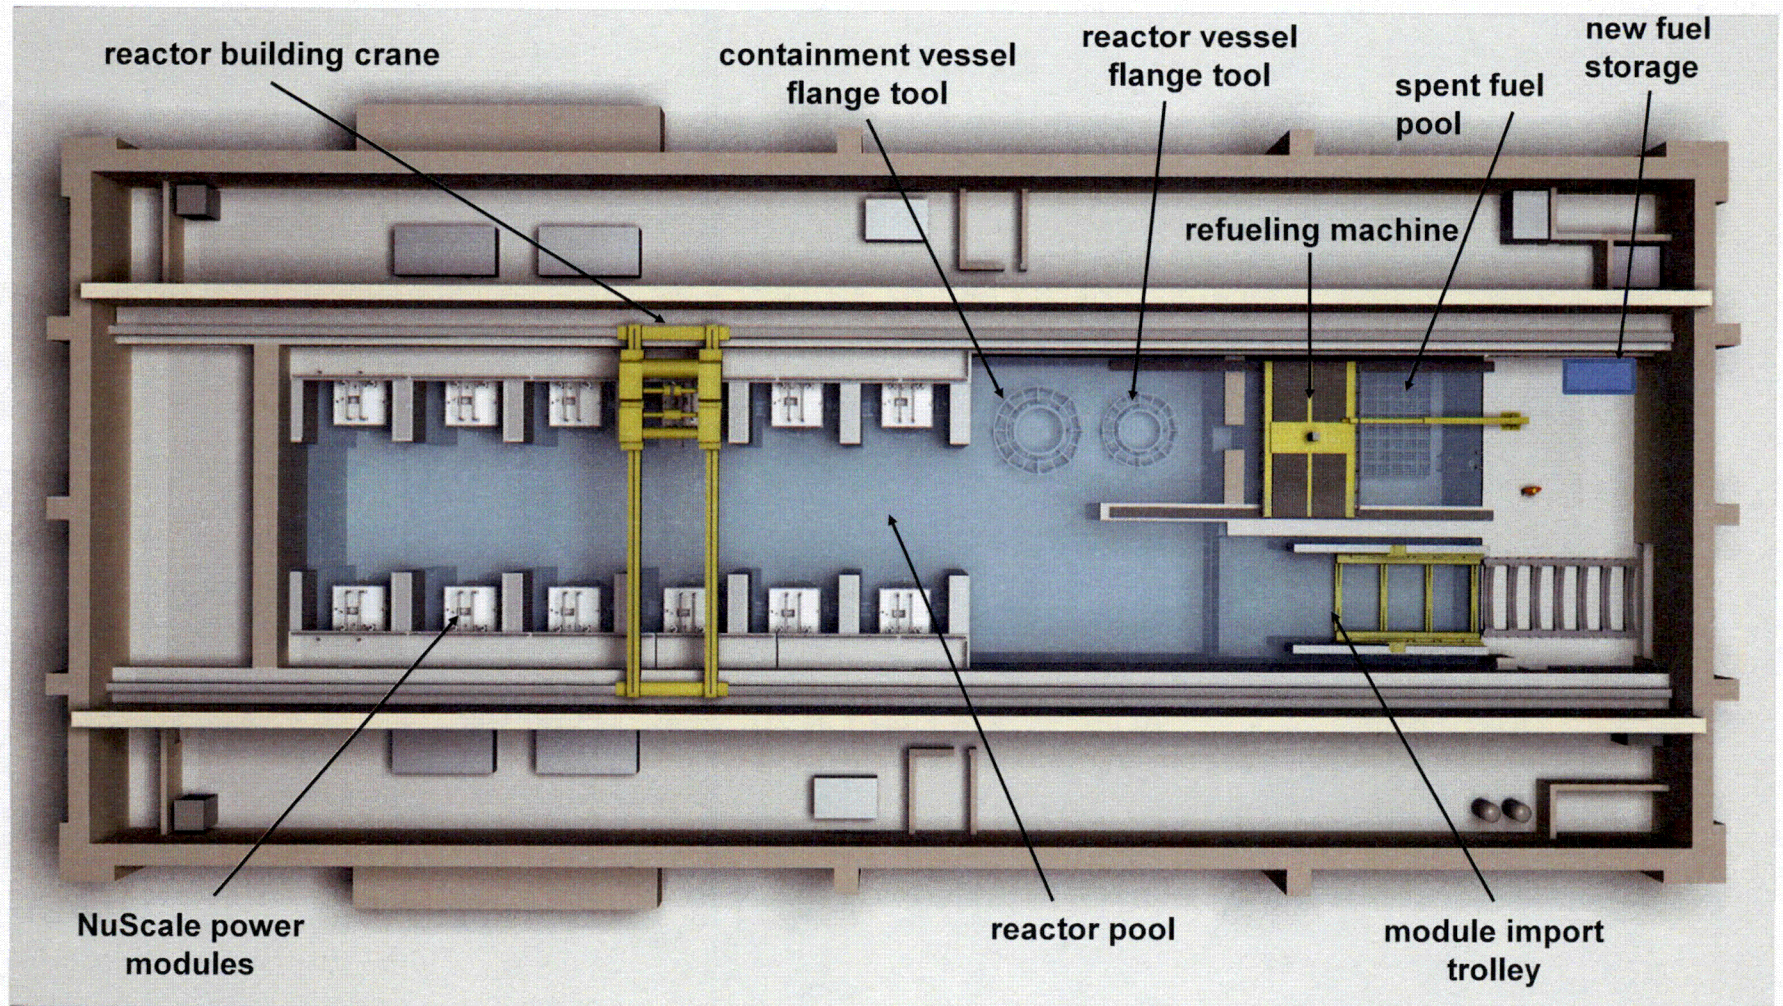 reactor building crane
containment vessel
flange tool
reactor vessel
flange tool
spent fuel
pool
new fuel
storage
refueling machine
NuScale power
modules
reactor pool
module import
trolley